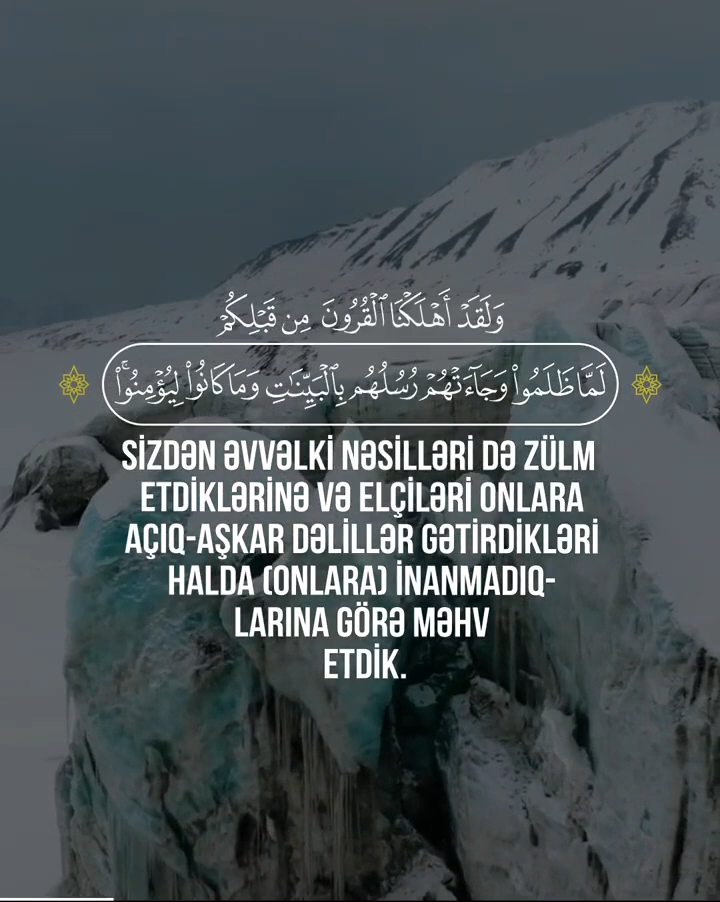 وَلَقَدْ أَهْلَكْنَا ٱلْقُرُونَ مِن قَبْلِكُمْ
لَمَّا ظَلَمُوا۟ وَجَآءَتْهُمْ رُسُلُهُم بِٱلْبَيِّنَٰتِ وَمَا كَانُوا۟ لِيُؤْمِنُوا۟ ۚ
SİZDƏN ƏVVƏLKİ NƏSİLLƏRİ DƏ ZÜLM
ETDİKLƏRİNƏ VƏ ELÇİLƏRİ ONLARA
AÇIQ-AŞKAR DƏLİLLƏR GƏTİRDİKLƏRİ
HALDA (ONLARA) İNANMADIQ-
LARINA GÖRƏ MƏHV
ETDİK.